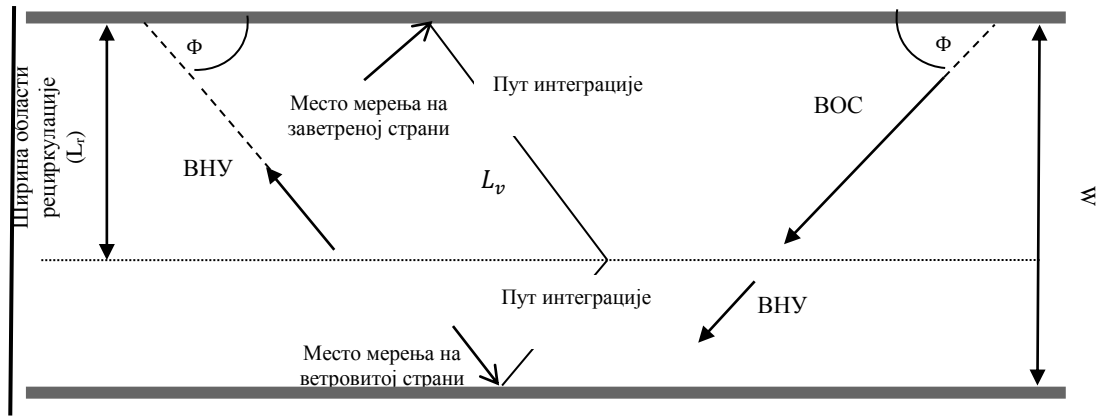 Φ
Φ
Пут интеграције
Место мерења на
заветреној страни
ВОС
Ширина области
рециркулације
(Lᵣ)
ВНУ
𝐿ᵥ
W
Пут интеграције
ВНУ
Место мерења на
ветровитој страни